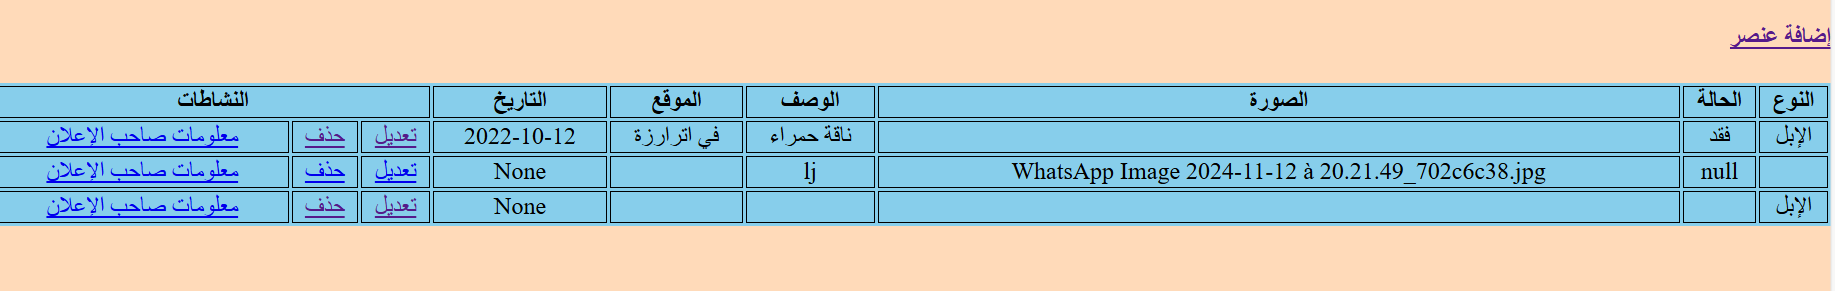 إضافة عنصر
النوع الحالة الصورة الوصف الموقع التاريخ النشاطات
الإبل فقد ناقة حمراء في اترارزة 2022-10-12 تعديل حذف معلومات صاحب الإعلان
null WhatsApp Image 2024-11-12 à 20.21.49_702c6c38.jpg lj None تعديل حذف معلومات صاحب الإعلان
الإبل None تعديل حذف معلومات صاحب الإعلان